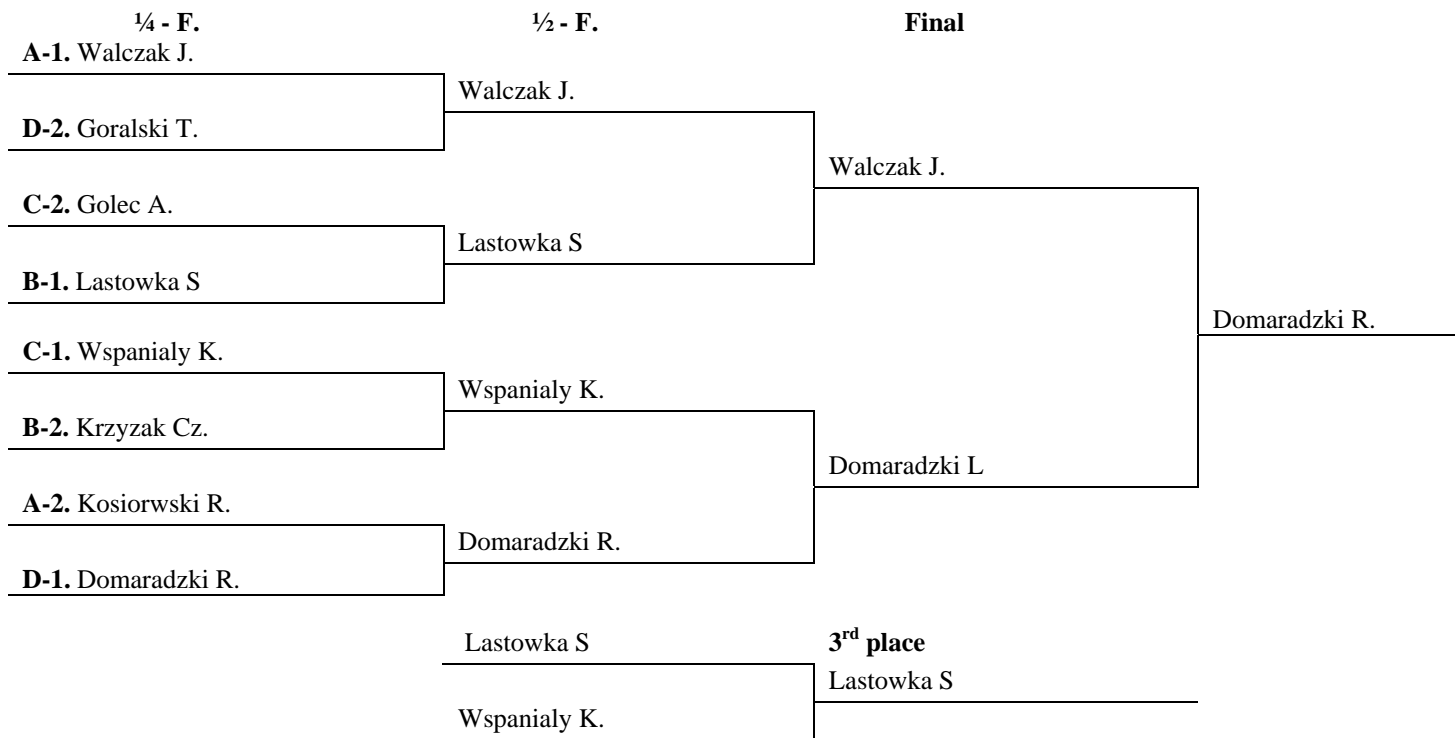 ¼ - F. ½ - F. Final
A-1. Walczak J.
Walczak J.
D-2. Goralski T.
Walczak J.
C-2. Golec A.
Lastowka S
B-1. Lastowka S
Domaradzki R.
C-1. Wspanialy K.
Wspanialy K.
B-2. Krzyzak Cz.
Domaradzki L
A-2. Kosiorwski R.
Domaradzki R.
D-1. Domaradzki R.
Lastowka S 3rd place
Lastowka S
Wspanialy K.